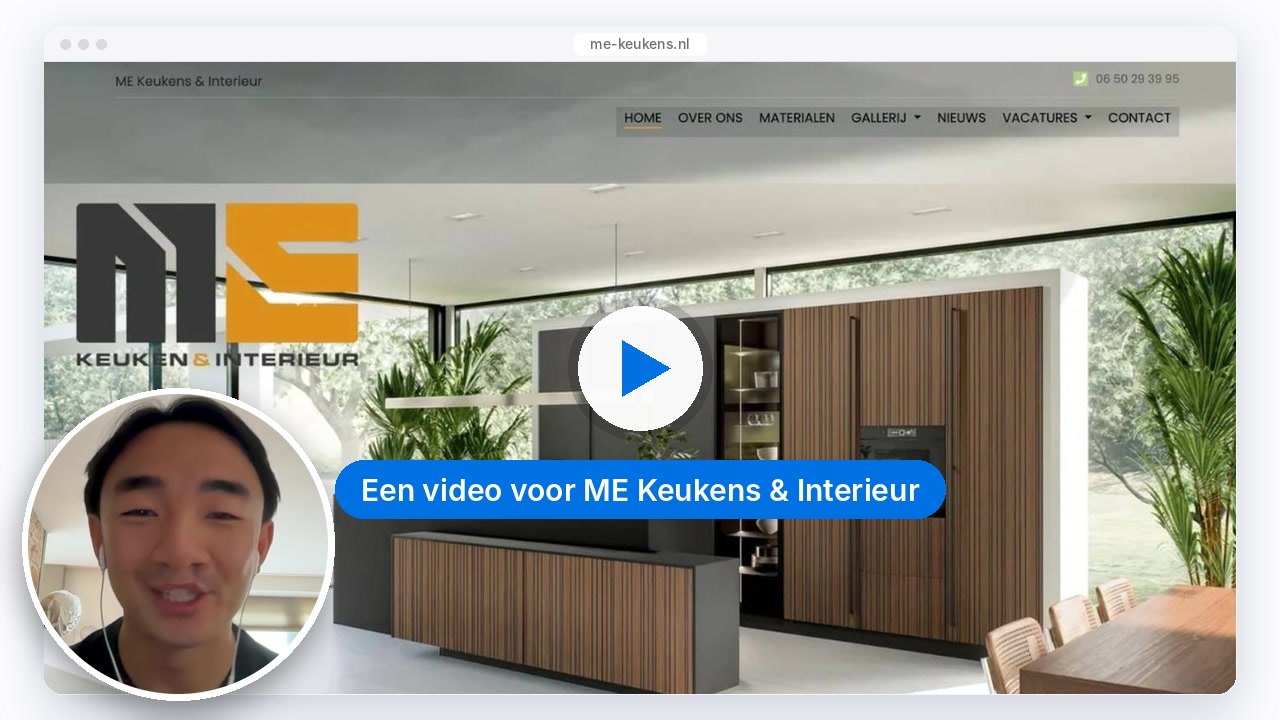 me-keukens.nl
ME Keukens & Interieur
06 50 29 39 95
HOME OVER ONS MATERIALEN GALLERIJ NIEUWS VACATURES CONTACT
ME
KEUKEN & INTERIEUR
Een video voor ME Keukens & Interieur